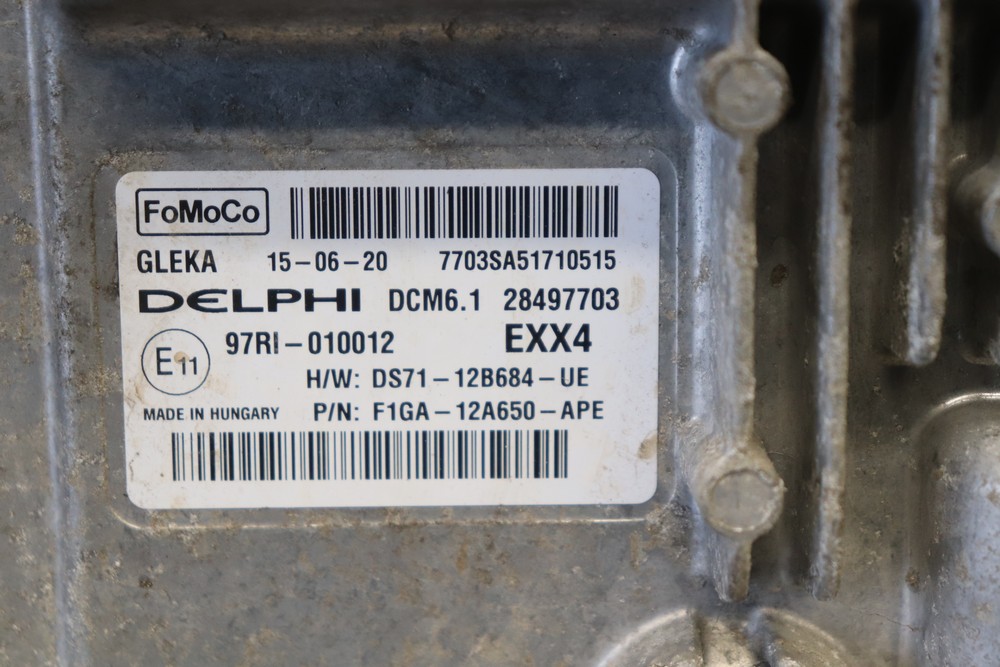 FoMoCo
GLEKA 15-06-20 7703SA51710515
DELPHI DCM6.1 28497703
E11 97RI-010012 EXX4
H/W: DS71-12B684-UE
MADE IN HUNGARY P/N: F1GA-12A650-APE